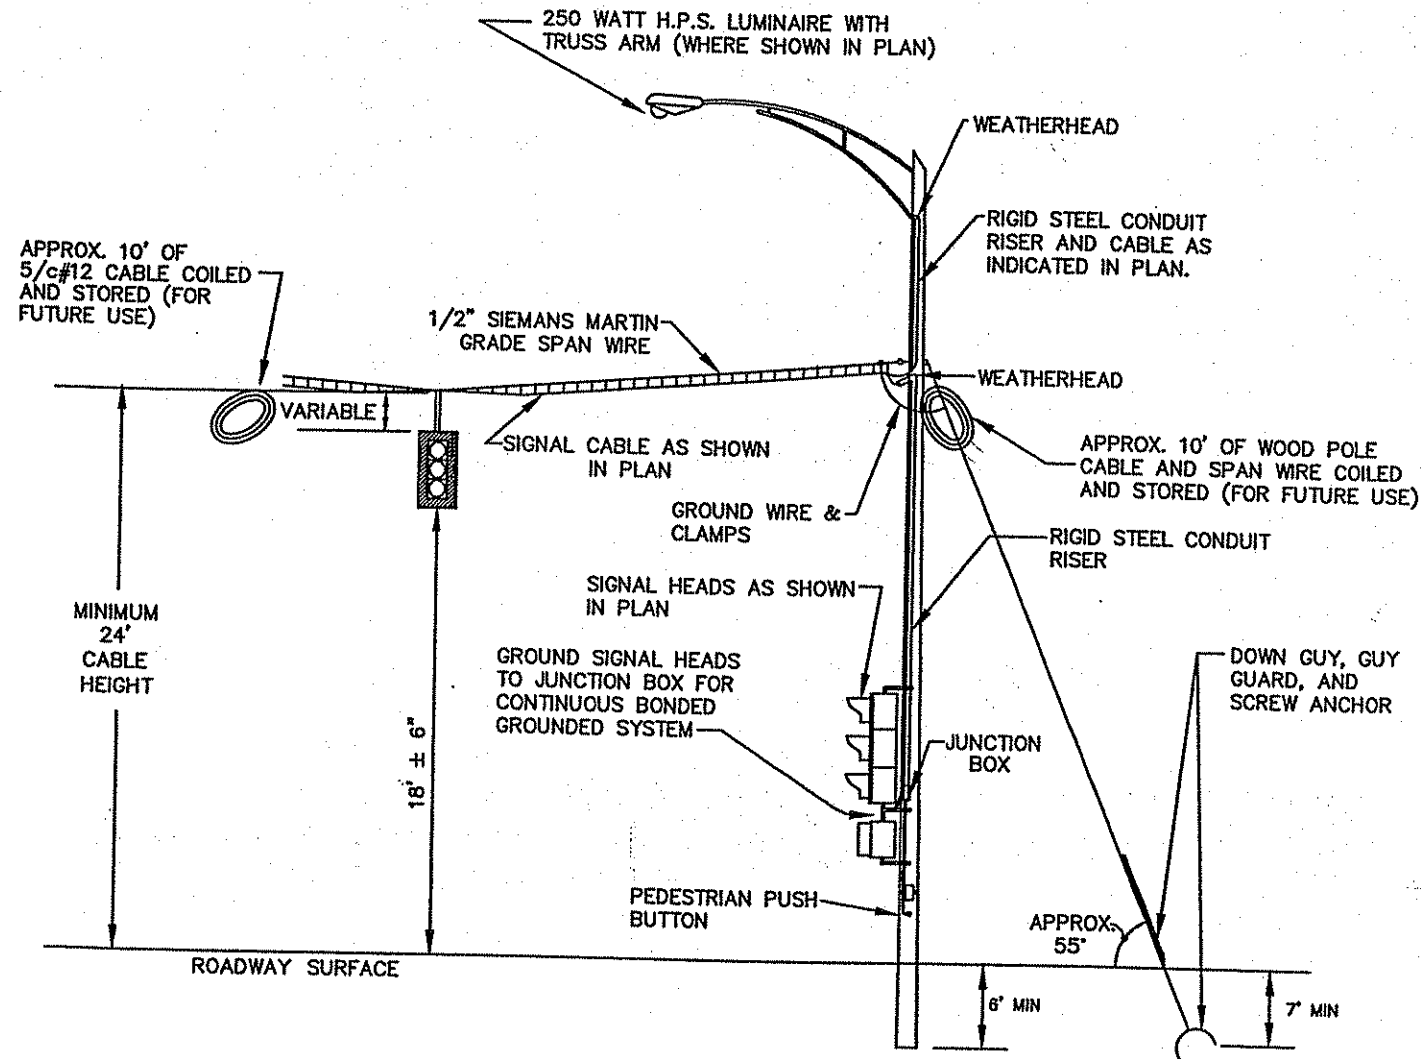 250 WATT H.P.S. LUMINAIRE WITH
TRUSS ARM (WHERE SHOWN IN PLAN)
WEATHERHEAD
RIGID STEEL CONDUIT
RISER AND CABLE AS
INDICATED IN PLAN.
APPROX. 10' OF
5/c#12 CABLE COILED
AND STORED (FOR
FUTURE USE)
1/2" SIEMANS MARTIN
GRADE SPAN WIRE
WEATHERHEAD
VARIABLE
SIGNAL CABLE AS SHOWN
IN PLAN
APPROX. 10' OF WOOD POLE
CABLE AND SPAN WIRE COILED
AND STORED (FOR FUTURE USE)
GROUND WIRE &
CLAMPS
RIGID STEEL CONDUIT
RISER
SIGNAL HEADS AS SHOWN
IN PLAN
MINIMUM
24'
CABLE
HEIGHT
GROUND SIGNAL HEADS
TO JUNCTION BOX FOR
CONTINUOUS BONDED
GROUNDED SYSTEM
DOWN GUY, GUY
GUARD, AND
SCREW ANCHOR
18' ± 6"
JUNCTION
BOX
PEDESTRIAN PUSH
BUTTON
APPROX.
55°
ROADWAY SURFACE
6' MIN
7' MIN